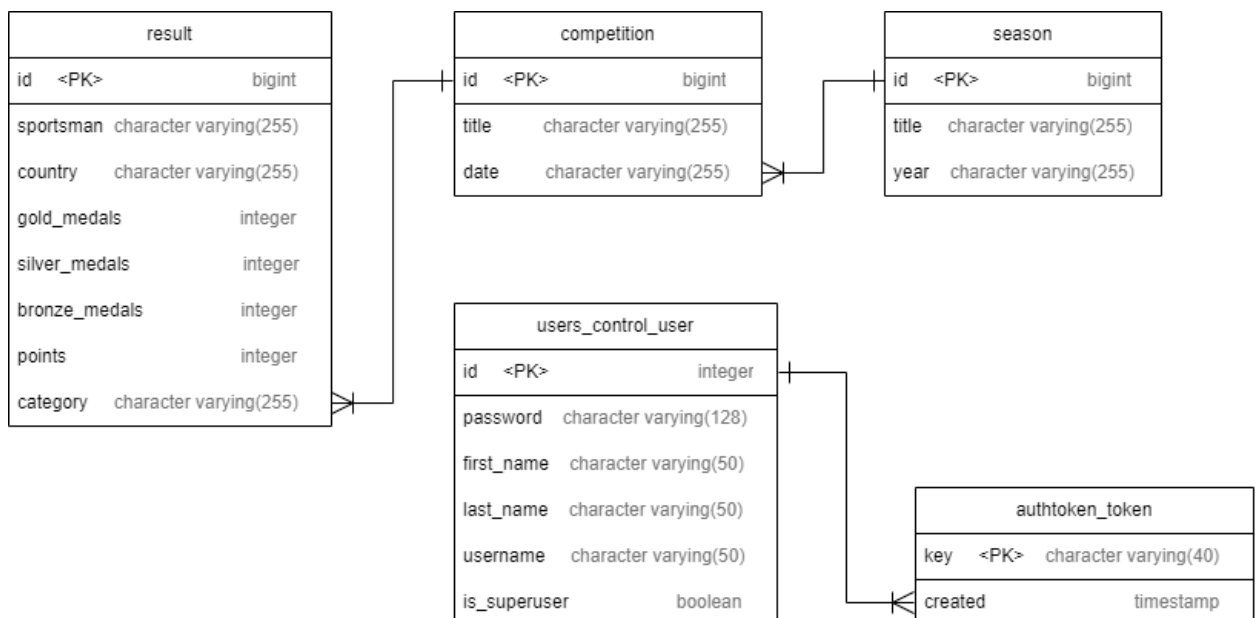 result
id <PK> bigint
sportsman character varying(255)
country character varying(255)
gold_medals integer
silver_medals integer
bronze_medals integer
points integer
category character varying(255)
competition
id <PK> bigint
title character varying(255)
date character varying(255)
season
id <PK> bigint
title character varying(255)
year character varying(255)
users_control_user
id <PK> integer
password character varying(128)
first_name character varying(50)
last_name character varying(50)
username character varying(50)
is_superuser boolean
authtoken_token
key <PK> character varying(40)
created timestamp